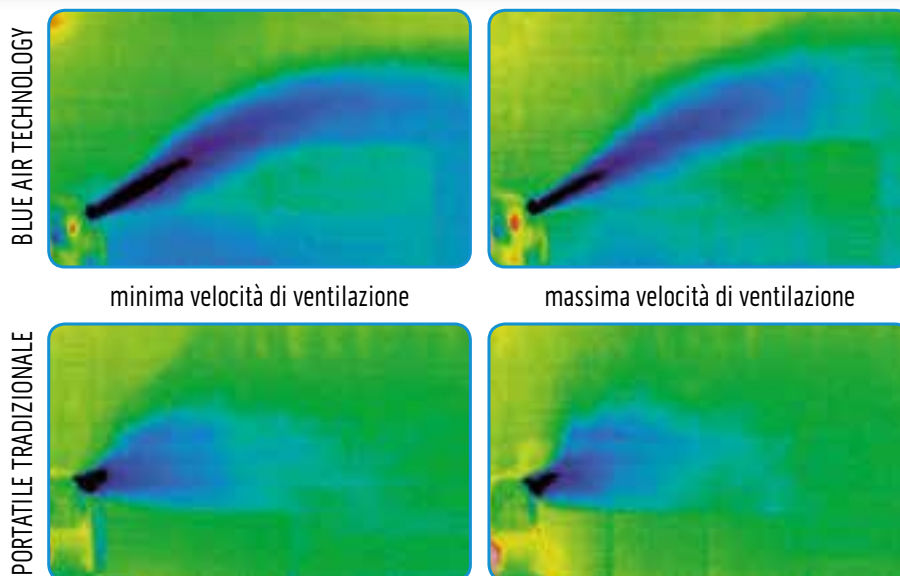 BLUE AIR TECHNOLOGY
minima velocità di ventilazione
massima velocità di ventilazione
PORTATILE TRADIZIONALE